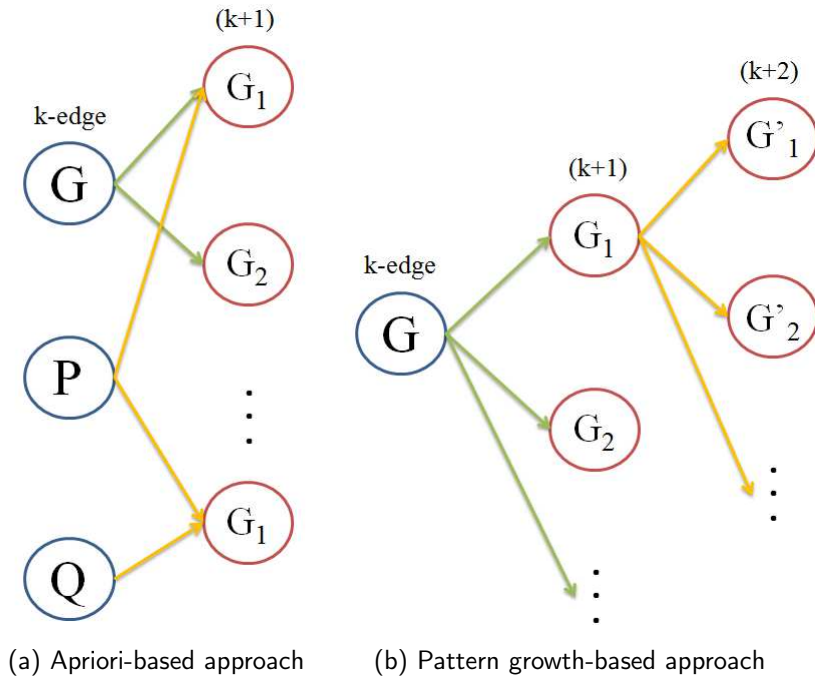 (k+1)
G1
k-edge
G
G2
P
G1
Q
(a) Apriori-based approach
(k+2)
G’1
(k+1)
G1
k-edge
G’2
G
G2
(b) Pattern growth-based approach